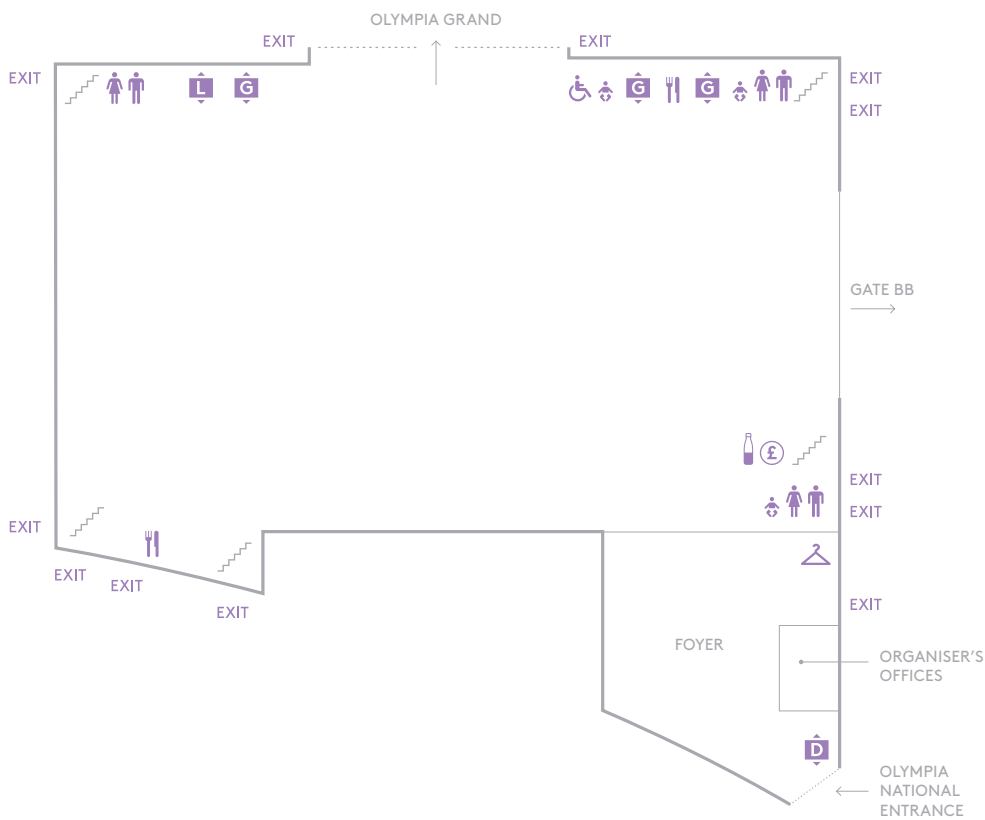 OLYMPIA GRAND
EXIT
EXIT
EXIT
EXIT
L
G
G
G
EXIT
GATE BB
£
EXIT
EXIT
EXIT
EXIT
EXIT
EXIT
EXIT
FOYER
ORGANISER'S
OFFICES
D
OLYMPIA
NATIONAL
ENTRANCE